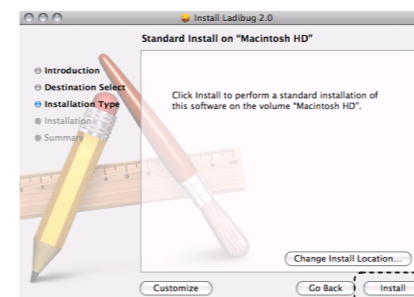 Install Ladibug 2.0
Standard Install on "Macintosh HD"
Introduction
Destination Select
Installation Type
Installation
Summary
Click Install to perform a standard installation of
this software on the volume "Macintosh HD".
Change Install Location...
Customize
Go Back
Install